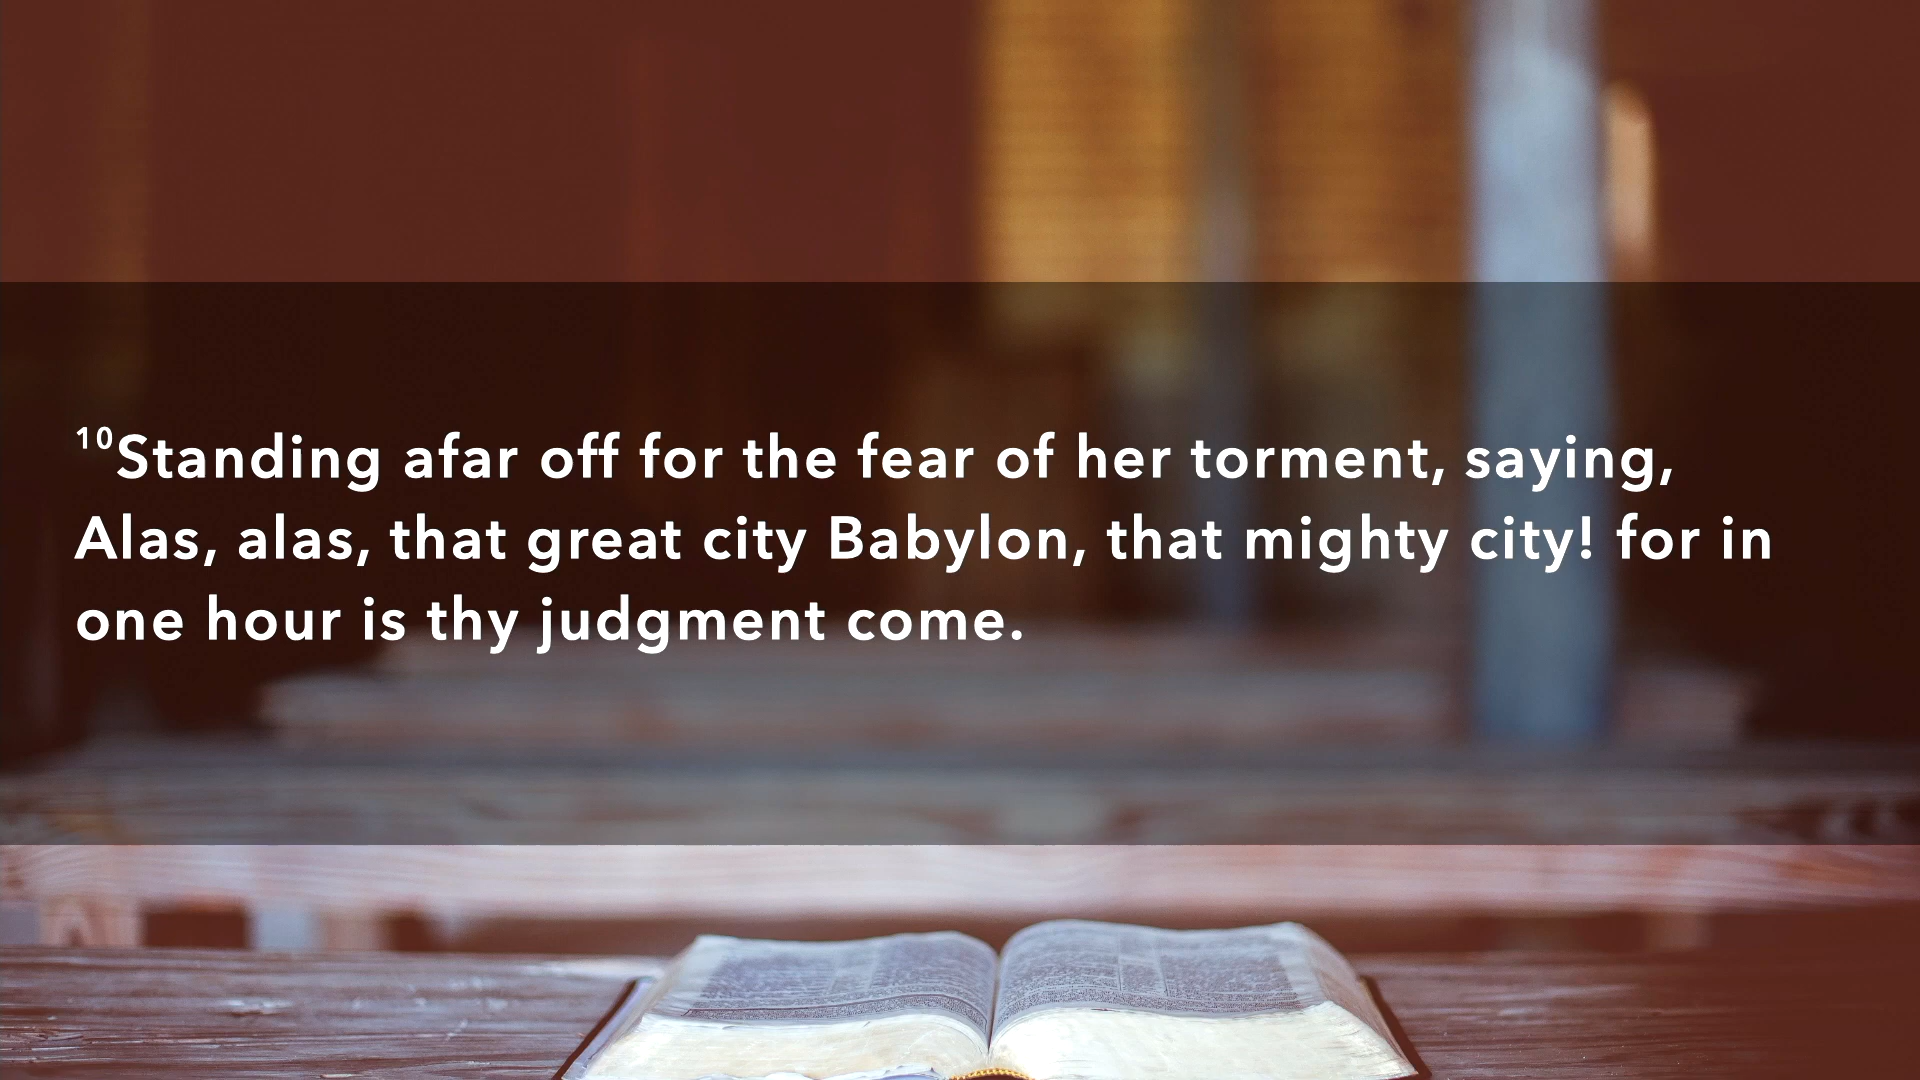 ¹⁰Standing afar off for the fear of her torment, saying,
Alas, alas, that great city Babylon, that mighty city! for in
one hour is thy judgment come.